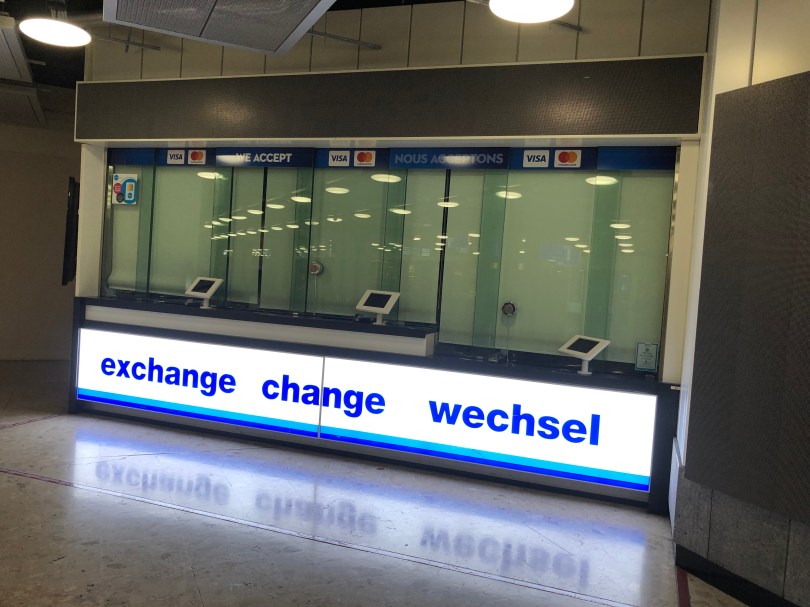 VISA WE ACCEPT VISA NOUS ACCEPTONS VISA
exchange change wechsel